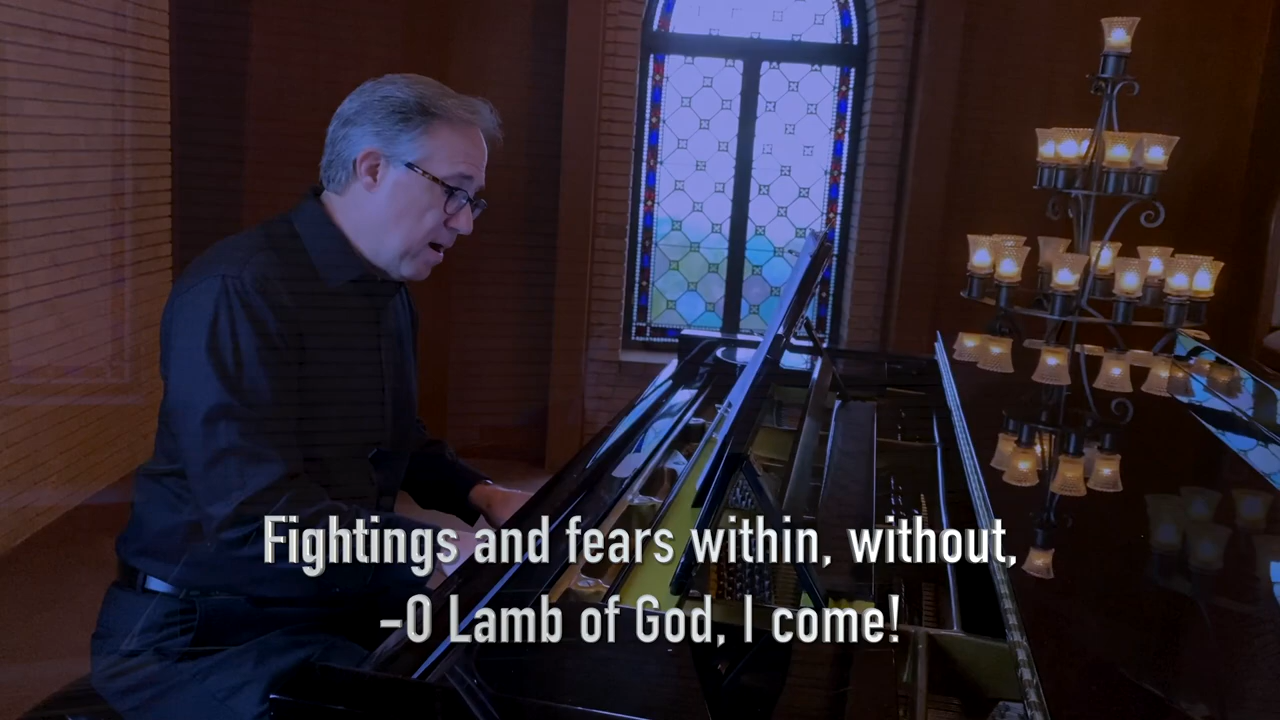 Fightings and fears within, without,
–O Lamb of God, I come!